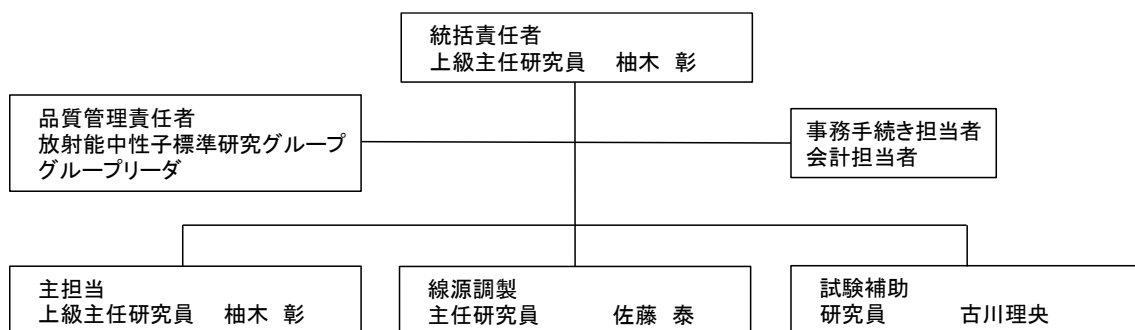 統括責任者
上級主任研究員　柚木 彰
品質管理責任者
放射能中性子標準研究グループ
グループリーダ
事務手続き担当者
会計担当者
主担当
上級主任研究員　柚木 彰
線源調製
主任研究員　佐藤 泰
試験補助
研究員　古川理央